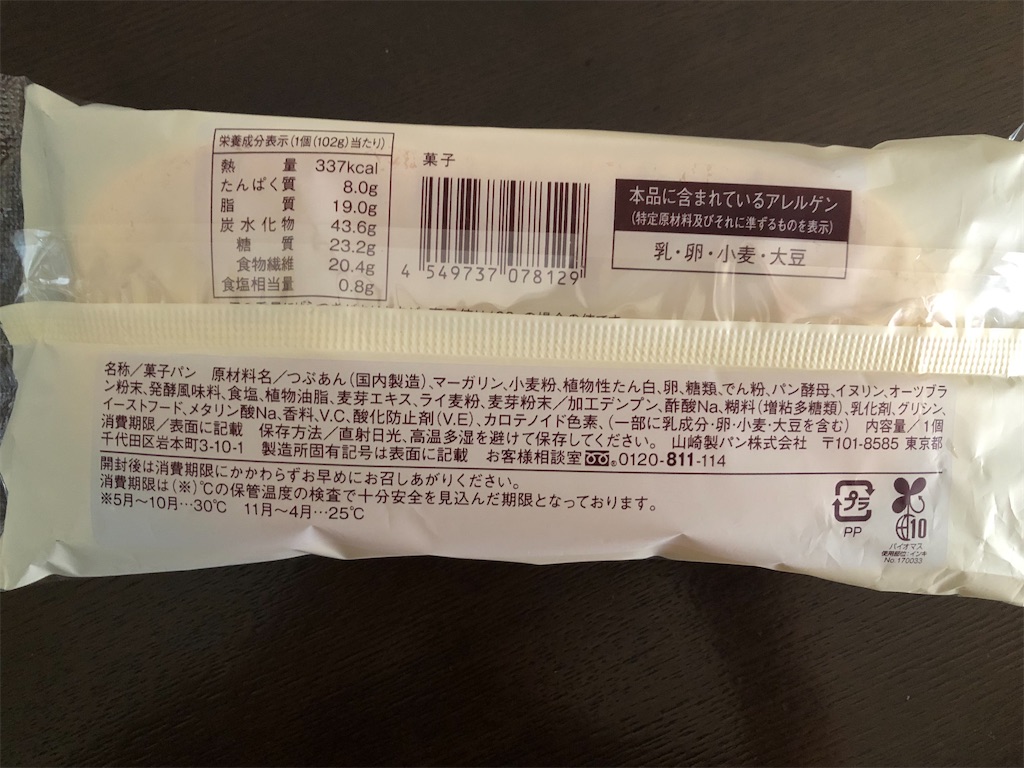 栄養成分表示(1個(102g)当たり)
熱量 337kcal
たんぱく質 8.0g
脂質 19.0g
炭水化物 43.6g
糖質 23.2g
食物繊維 20.4g
食塩相当量 0.8g
菓子
4 549737 078129
本品に含まれているアレルゲン
(特定原材料及びそれに準ずるものを表示)
乳・卵・小麦・大豆
名称/菓子パン 原材料名/つぶあん(国内製造)、マーガリン、小麦粉、植物性たん白、卵、糖類、でん粉、パン酵母、イヌリン、オーツブラ
ン粉末、発酵風味料、食塩、植物油脂、麦芽エキス、ライ麦粉、麦芽粉末/加工デンプン、酢酸Na、糊料(増粘多糖類)、乳化剤、グリシン、
イーストフード、メタリン酸Na、香料、V.C、酸化防止剤(V.E)、カロテノイド色素、(一部に乳成分・卵・小麦・大豆を含む) 内容量/1個
消費期限/表面に記載 保存方法/直射日光、高温多湿を避けて保存してください。 山崎製パン株式会社 〒101-8585 東京都
千代田区岩本町3-10-1 製造所固有記号は表面に記載 お客様相談室 0120-811-114
開封後は消費期限にかかわらずお早めにお召しあがりください。
消費期限は(※)℃の保管温度の検査で十分安全を見込んだ期限となっております。
※5月〜10月…30℃ 11月〜4月…25℃
プラ
PP
10
バイオマス
使用部位:インキ
No.170033